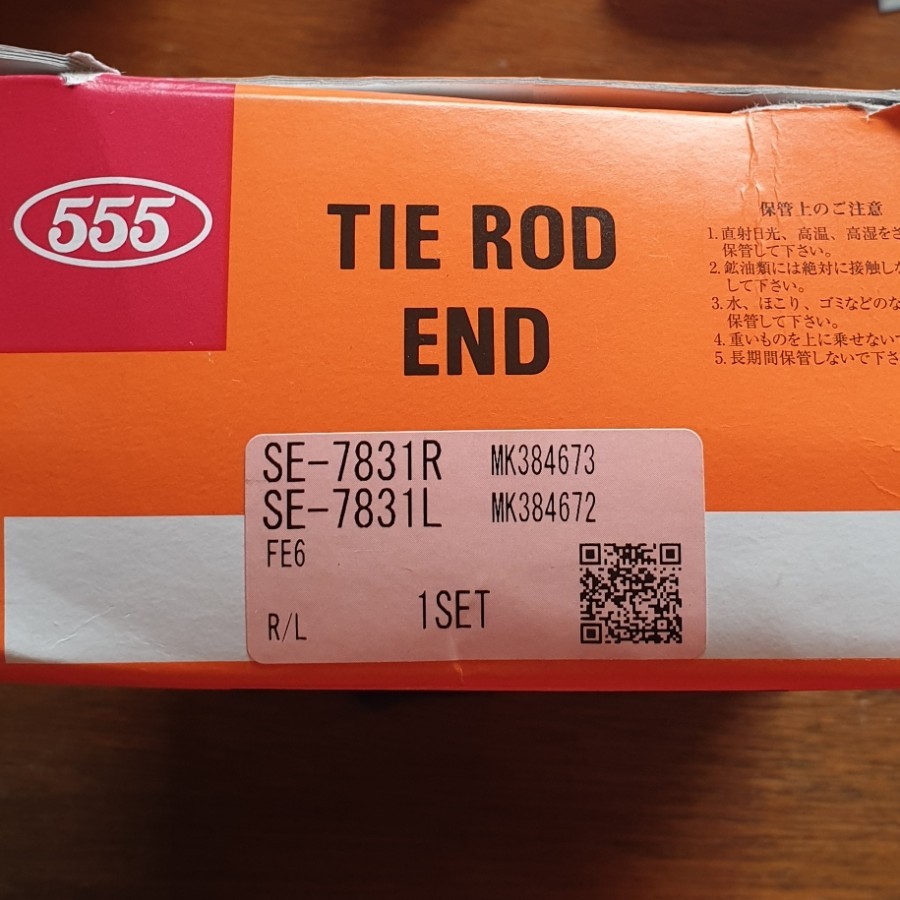 555
TIE ROD
END
保管上のご注意
1.直射日光、高温、高湿をさ
保管して下さい。
2.鉱油類には絶対に接触しな
して下さい。
3.水、ほこり、ゴミなどのな
保管して下さい。
4.重いものを上に乗せないで
5.長期間保管しないで下さ
SE-7831R MK384673
SE-7831L MK384672
FE6
R/L 1SET